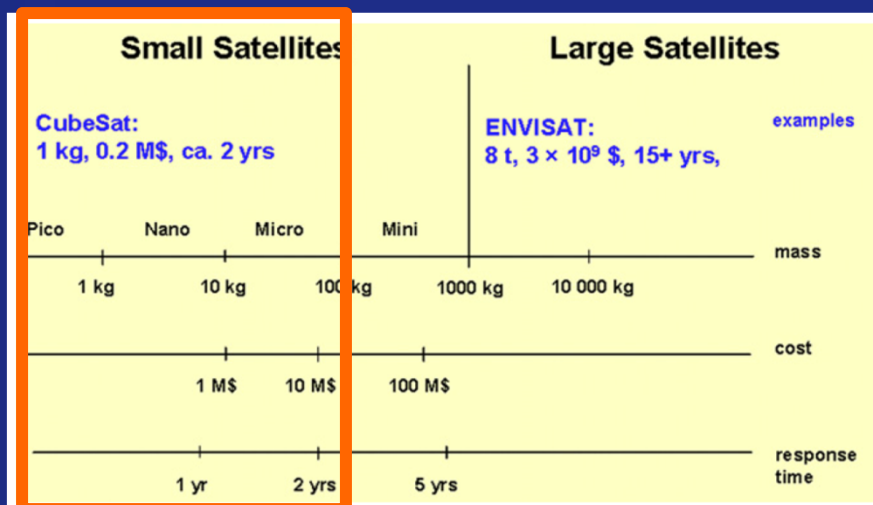 Small Satellites
Large Satellites
CubeSat:
1 kg, 0.2 M$, ca. 2 yrs
ENVISAT:
8 t, 3 × 10⁹ $, 15+ yrs,
examples
Pico Nano Micro Mini
mass
1 kg 10 kg 100 kg 1000 kg 10 000 kg
cost
1 M$ 10 M$ 100 M$
response
time
1 yr 2 yrs 5 yrs